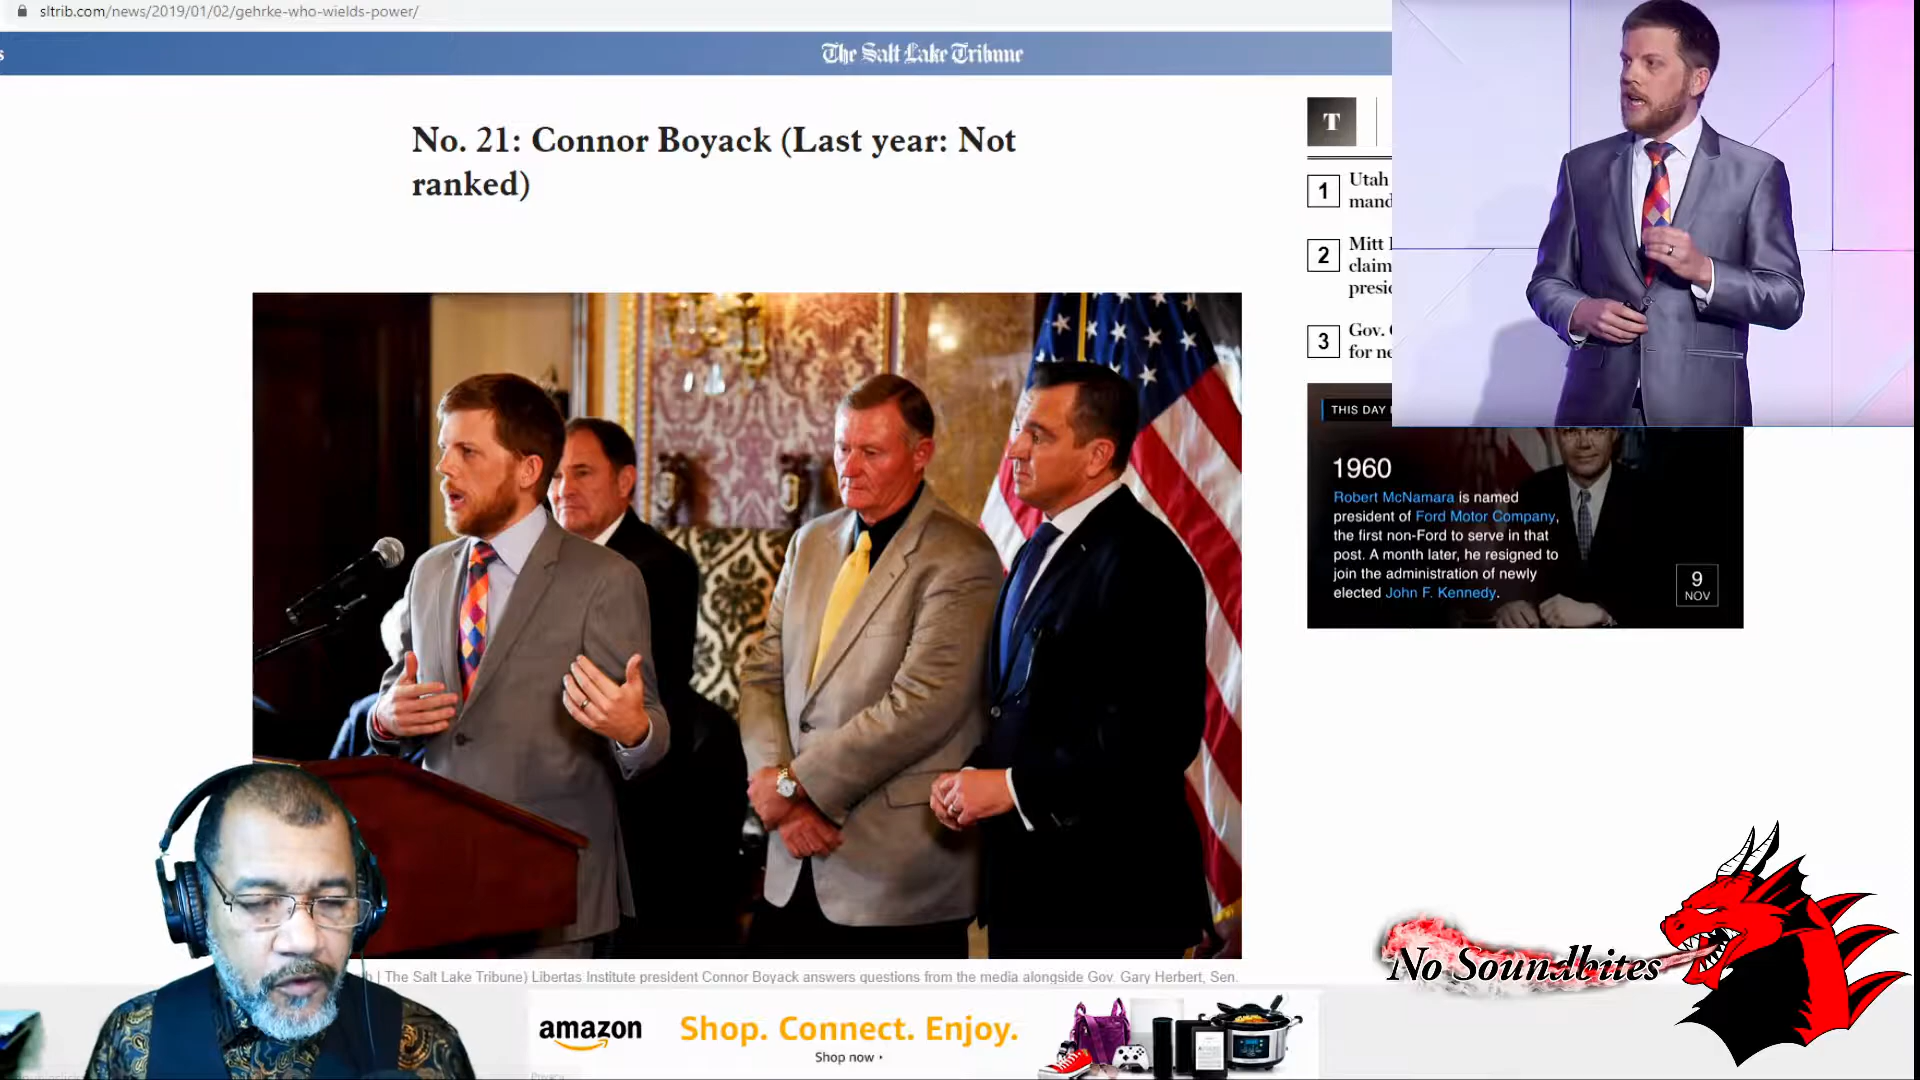 sltrib.com/news/2019/01/02/gehrke-who-wields-power/
The Salt Lake Tribune
No. 21: Connor Boyack (Last year: Not
ranked)
T
1
Utah
2
Mitt
claim
3
Gov.
for
THIS DAY
1960
Robert McNamara is named
president of Ford Motor Company,
the first non-Ford to serve in that
post. A month later, he resigned to
join the administration of newly
elected John F. Kennedy.
9
NOV
| The Salt Lake Tribune) Libertas Institute president Connor Boyack answers questions from the media alongside Gov. Gary Herbert, Sen.
No Soundbites
amazon
Shop. Connect. Enjoy.
Shop now
Privacy